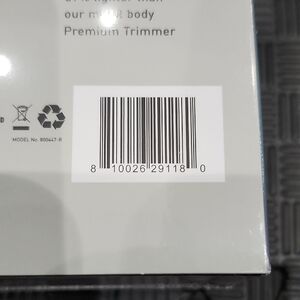 our metal body
Premium Trimmer
MODEL No. 800447-R
8 10026 29118 0